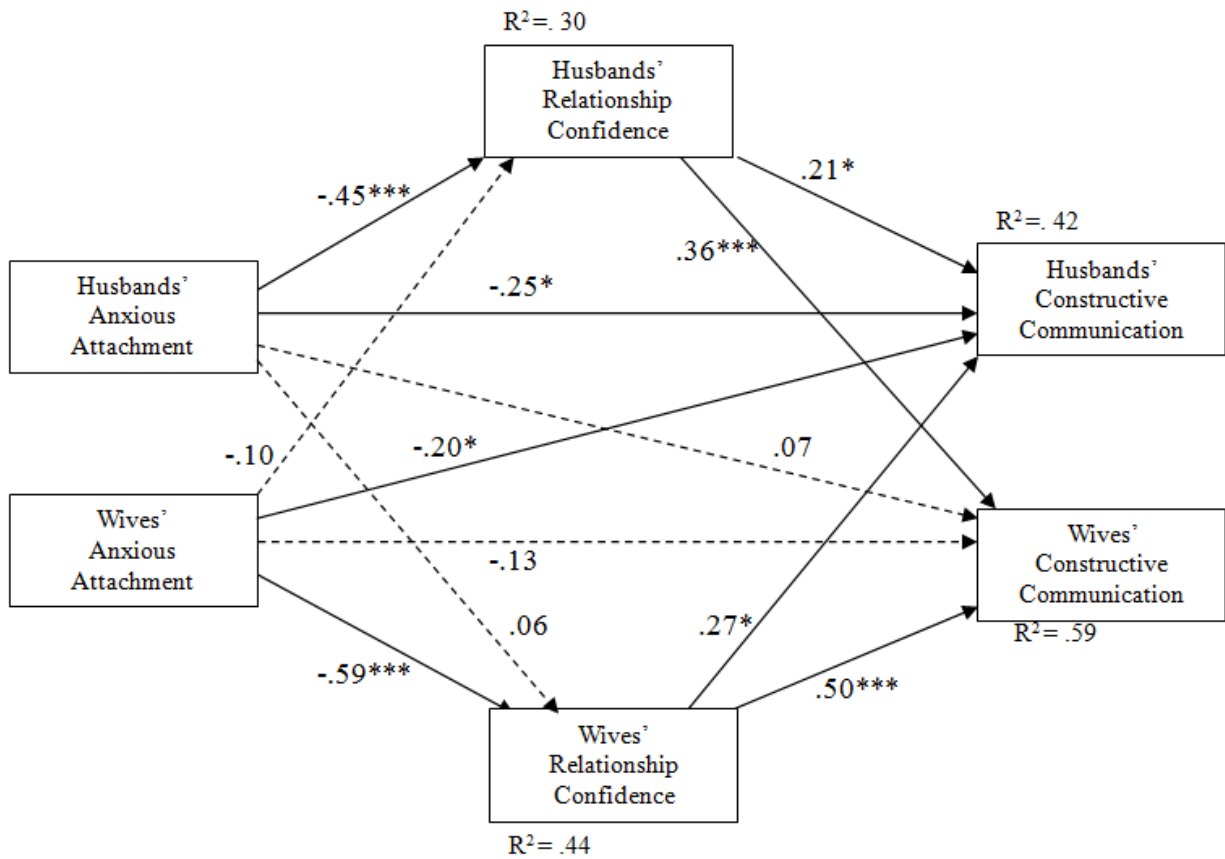 R² =. 30
Husbands’
Relationship
Confidence
-.45***
.21*
R² =. 42
.36***
Husbands’
Anxious
Attachment
-.25*
Husbands’
Constructive
Communication
-.10
-.20*
.07
Wives’
Anxious
Attachment
-.13
Wives’
Constructive
Communication
R² = .59
.06
.27*
-.59***
.50***
Wives’
Relationship
Confidence
R² = .44